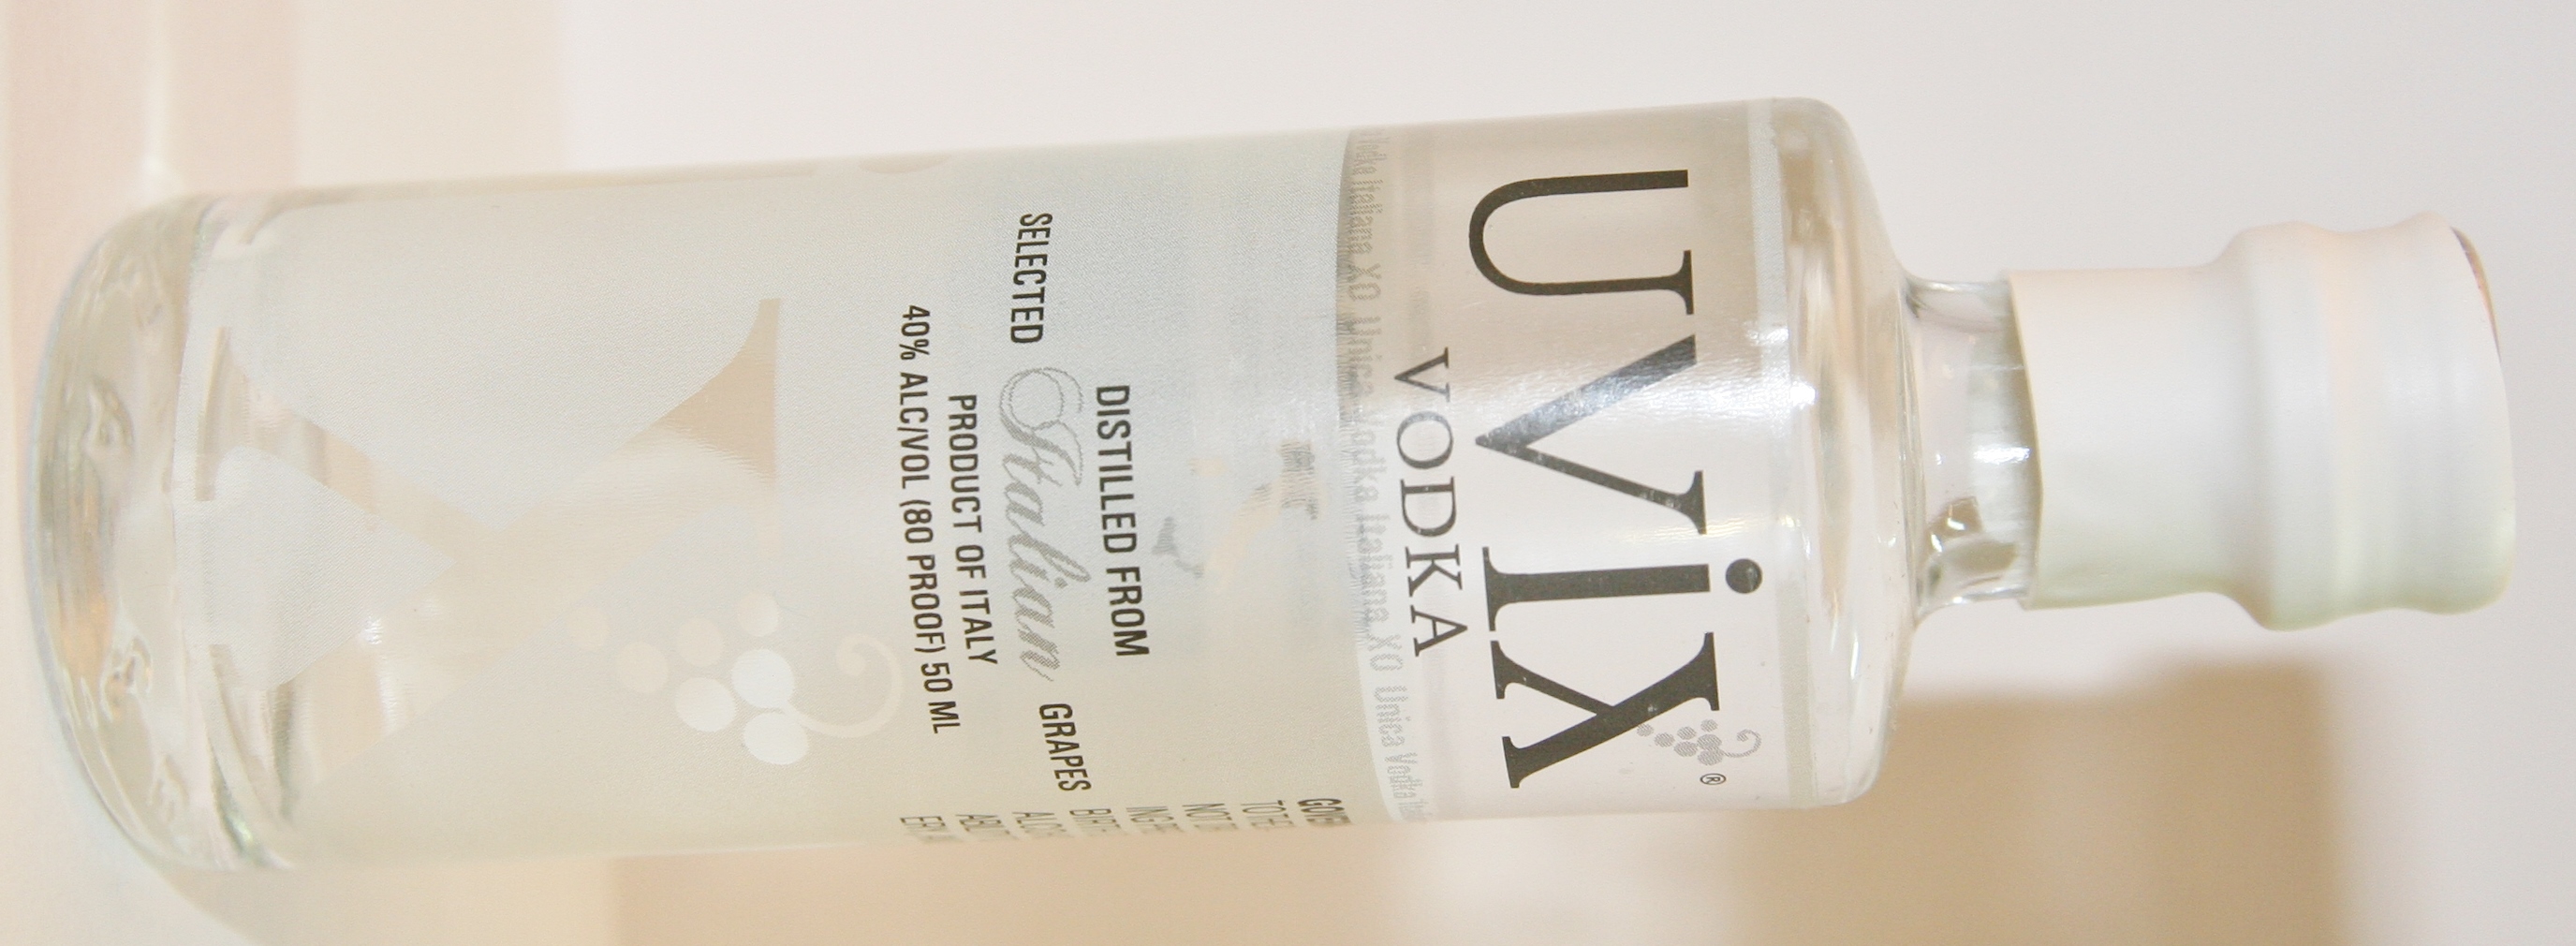 UViX®
VODKA
Vodka Italiana XO Unica Vodka Italiana XO Unica Vodka
DISTILLED FROM
SELECTED Italian GRAPES
PRODUCT OF ITALY
40% ALC/VOL (80 PROOF) 50 ML
X